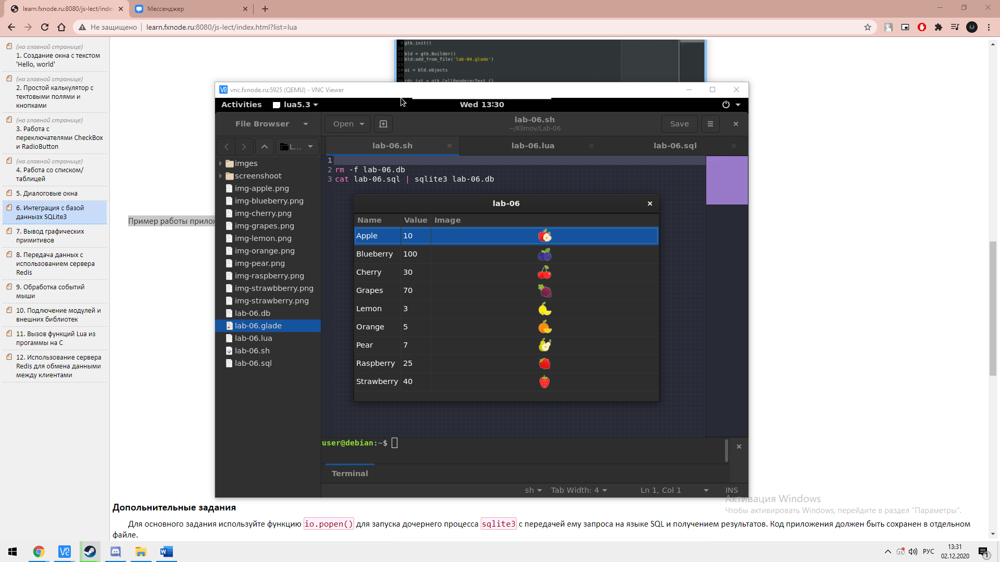 learn.fxnode.ru:8080/js-lect/inde
Мессенджер
Не защищено
learn.fxnode.ru:8080/js-lect/index.html?list=lua
(на главной странице)
1. Создание окна с текстом
'Hello, world'
(на главной странице)
2. Простой калькулятор с
тектовыми полями и
кнопками
(на главной странице)
3. Работа с
переключателями CheckBox
и RadioButton
(на главной странице)
4. Работа со списком/
таблицей
5. Диалоговые окна
6. Интеграция с базой
даннызх SQLite3
7. Вывод графических
примитивов
8. Передача данных с
использованием сервера
Redis
9. Обработка событий
мыши
10. Подлючение модулей и
внешних библиотек
11. Вызов функций Lua из
прогаммы на C
12. Использование сервера
Redis для обмена данными
между клиентами
9 gtk.init()
10
11 bld = gtk.Builder()
12 bld:add_from_file('lab-04.glade')
13
14 ui = bld.objects
15
rdr_txt = gtk.CellRendererText {}
Пример работы прилож
vnc.fxnode.ru:5925 (QEMU) - VNC Viewer
Activities
lua5.3
Wed 13:30
File Browser
Open
lab-06.sh
~/Klimov/Lab-06
Save
L...
lab-06.sh
lab-06.lua
lab-06.sql
imges
screenshoot
img-apple.png
img-blueberry.png
img-cherry.png
img-grapes.png
img-lemon.png
img-orange.png
img-pear.png
img-raspberry.png
img-strawbberry.png
img-strawberry.png
lab-06.db
lab-06.glade
lab-06.lua
lab-06.sh
lab-06.sql
1
2 rm -f lab-06.db
3 cat lab-06.sql | sqlite3 lab-06.db
lab-06
Name Value Image
Apple 10
Blueberry 100
Cherry 30
Grapes 70
Lemon 3
Orange 5
Pear 7
Raspberry 25
Strawberry 40
user@debian:~$
Terminal
sh
Tab Width: 4
Ln 1, Col 1
INS
Активация Windows
Чтобы активировать Windows, перейдите в раздел "Параметры".
Допольнительные задания
Для основного задания используйте функцию io.popen() для запуска дочернего процесса sqlite3 с передачей ему запроса на языке SQL и получением результатов. Код приложения должен быть сохранен в отдельном
файле.
РУС
13:31
02.12.2020
1